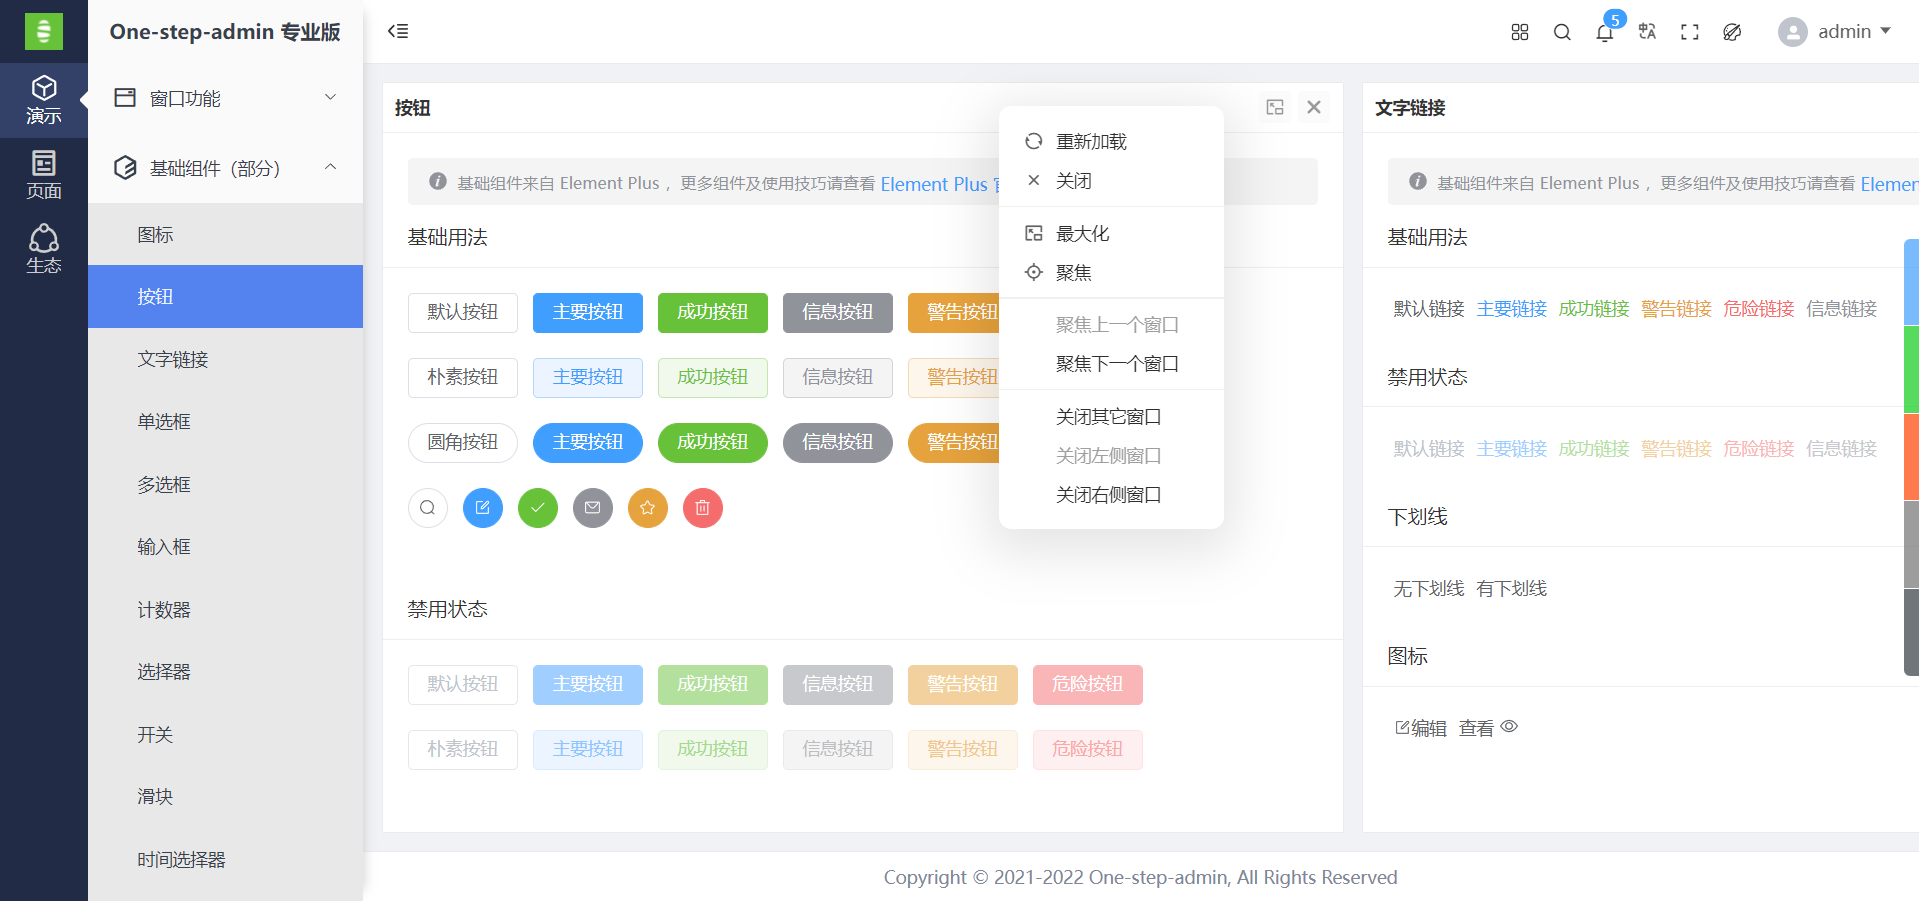 One-step-admin 专业版
5
admin
演示
页面
生态
窗口功能
基础组件（部分）
图标
按钮
文字链接
单选框
多选框
输入框
计数器
选择器
开关
滑块
时间选择器
按钮
基础组件来自 Element Plus ，更多组件及使用技巧请查看 Element Plus
基础用法
默认按钮 主要按钮 成功按钮 信息按钮 警告按钮
朴素按钮 主要按钮 成功按钮 信息按钮 警告按钮
圆角按钮 主要按钮 成功按钮 信息按钮 警告按钮
禁用状态
默认按钮 主要按钮 成功按钮 信息按钮 警告按钮 危险按钮
朴素按钮 主要按钮 成功按钮 信息按钮 警告按钮 危险按钮
重新加载
关闭
最大化
聚焦
聚焦上一个窗口
聚焦下一个窗口
关闭其它窗口
关闭左侧窗口
关闭右侧窗口
文字链接
基础组件来自 Element Plus ，更多组件及使用技巧请查看 Elemen
基础用法
默认链接 主要链接 成功链接 警告链接 危险链接 信息链接
禁用状态
默认链接 主要链接 成功链接 警告链接 危险链接 信息链接
下划线
无下划线 有下划线
图标
编辑 查看
Copyright © 2021-2022 One-step-admin, All Rights Reserved